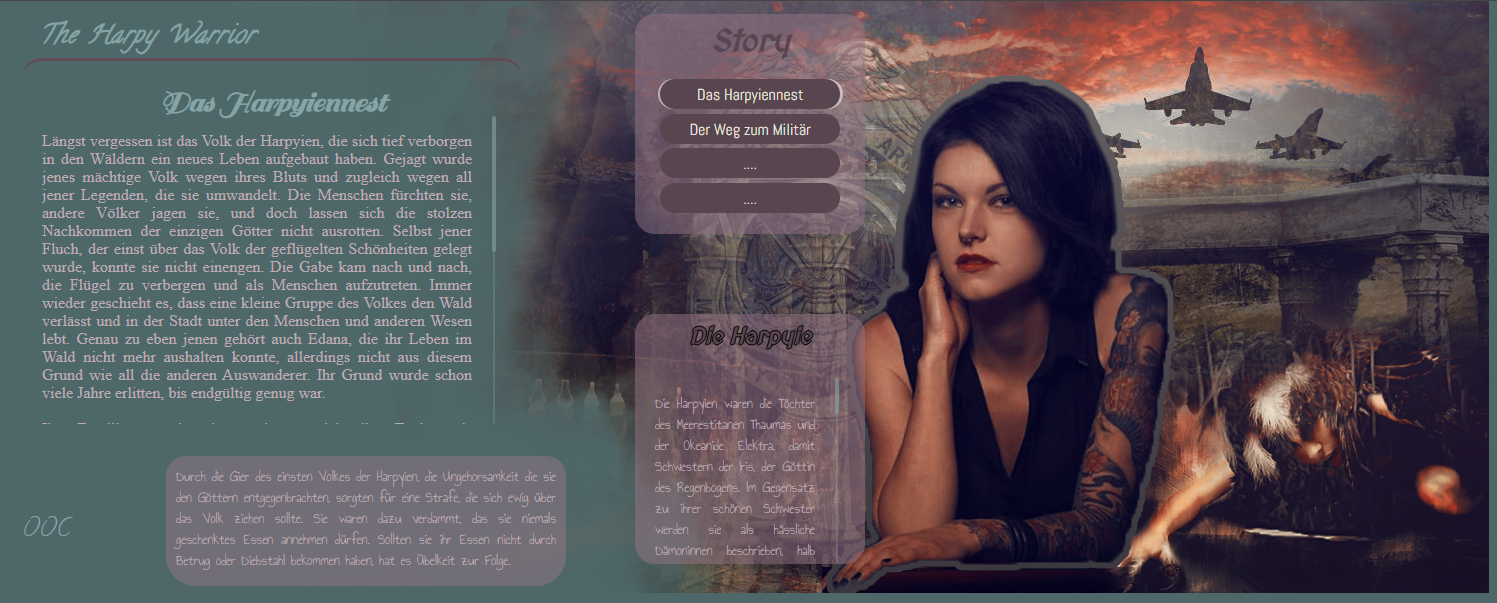 The Harpy Warrior
Das Harpyiennest
Längst vergessen ist das Volk der Harpyien, die sich tief verborgen
in den Wäldern ein neues Leben aufgebaut haben. Gejagt wurde
jenes mächtige Volk wegen ihres Bluts und zugleich wegen all
jener Legenden, die sie umwandelt. Die Menschen fürchten sie,
andere Völker jagen sie, und doch lassen sich die stolzen
Nachkommen der einzigen Götter nicht ausrotten. Selbst jener
Fluch, der einst über das Volk der geflügelten Schönheiten gelegt
wurde, konnte sie nicht einengen. Die Gabe kam nach und nach,
die Flügel zu verbergen und als Menschen aufzutreten. Immer
wieder geschieht es, dass eine kleine Gruppe des Volkes den Wald
verlässt und in der Stadt unter den Menschen und anderen Wesen
lebt. Genau zu eben jenen gehört auch Edana, die ihr Leben im
Wald nicht mehr aushalten konnte, allerdings nicht aus diesem
Grund wie all die anderen Auswanderer. Ihr Grund wurde schon
viele Jahre erlitten, bis endgültig genug war.
OOC
Durch die Gier des einsten Volkes der Harpyien, die Ungehorsamkeit die sie
den Göttern entgegenbrachten, sorgten für eine Strafe, die sich ewig über
das Volk ziehen sollte. Sie waren dazu verdammt, das sie niemals
geschenktes Essen annehmen dürfen. Sollten sie ihr Essen nicht durch
Betrug oder Diebstahl bekommen haben, hat es Übelkeit zur Folge.
Story
Das Harpyiennest
Der Weg zum Militär
....
....
Die Harpyie
Die Harpyien waren die Töchter
des Meerestitanen Thaumas und
der Okeanide Elektra, damit
Schwestern der Iris, der Göttin
des Regenbogens. Im Gegensatz
zu ihrer schönen Schwester
werden sie als hässliche
Dämoninnen beschrieben, halb